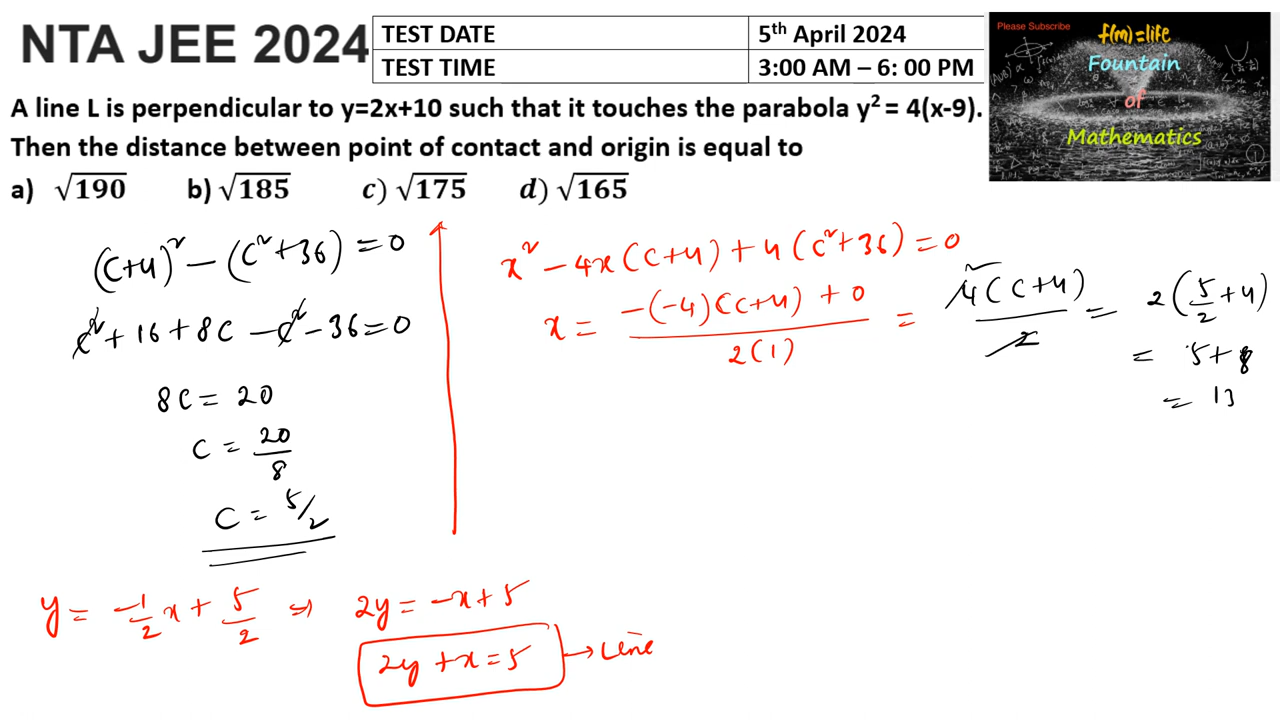 NTA JEE 2024
TEST DATE 5th April 2024
TEST TIME 3:00 AM – 6: 00 PM
Please Subscribe
f(m)=life
Fountain
of
Mathematics
A line L is perpendicular to y=2x+10 such that it touches the parabola y² = 4(x-9).
Then the distance between point of contact and origin is equal to
a) √190 b) √185 c) √175 d) √165
(C+4)² − (C²+36) = 0
C² + 16 + 8C − C² − 36 = 0
8C = 20
C = 20/8
C = 5/2
x² − 4x(C+4) + 4(C²+36) = 0
x = −(−4)(C+4) + 0 / 2(1) = 4(C+4) / 2 = 2(5/2 + 4)
= 5+8
= 13
y = −1/2 x + 5/2 ⇒ 2y = −x + 5
2y + x = 5 → Line